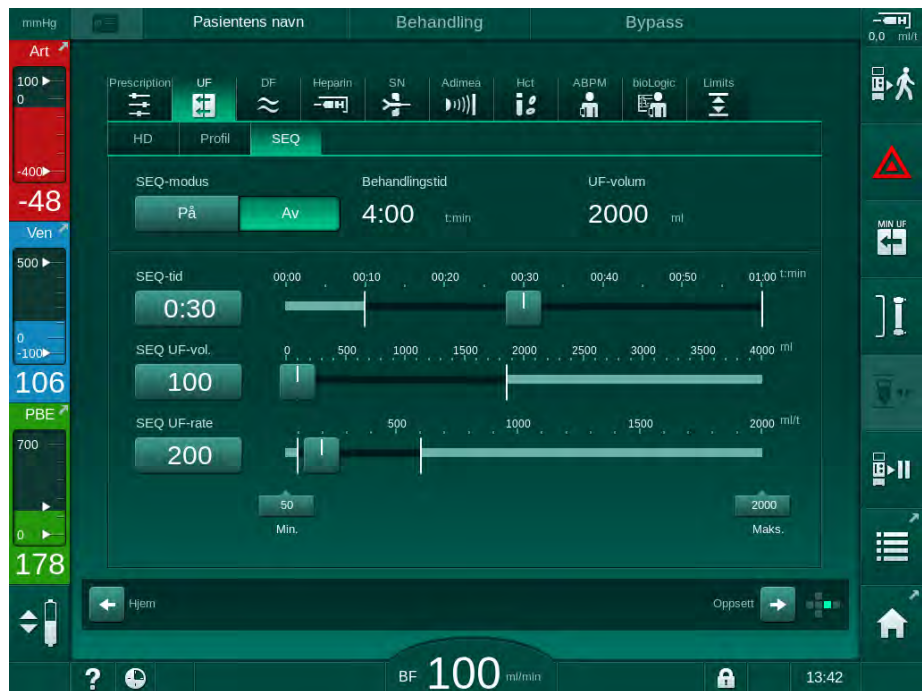 mmHg Pasientens navn Behandling Bypass
0,0 ml/t
Art
100
0
-400
-48
Ven
500
0
-100
106
PBE
700
0
178
Prescription UF DF Heparin SN Adimea Hct ABPM bioLogic Limits
HD Profil SEQ
SEQ-modus Behandlingstid UF-volum
På Av 4:00 t:min 2000 ml
SEQ-tid 00:00 00:10 00:20 00:30 00:40 00:50 01:00 t:min
0:30
SEQ UF-vol. 0 500 1000 1500 2000 2500 3000 3500 4000 ml
100
SEQ UF-rate 500 1000 1500 2000 ml/t
200
50 2000
Min. Maks.
MIN UF
Hjem Oppsett
? BF 100 ml/min 13:42